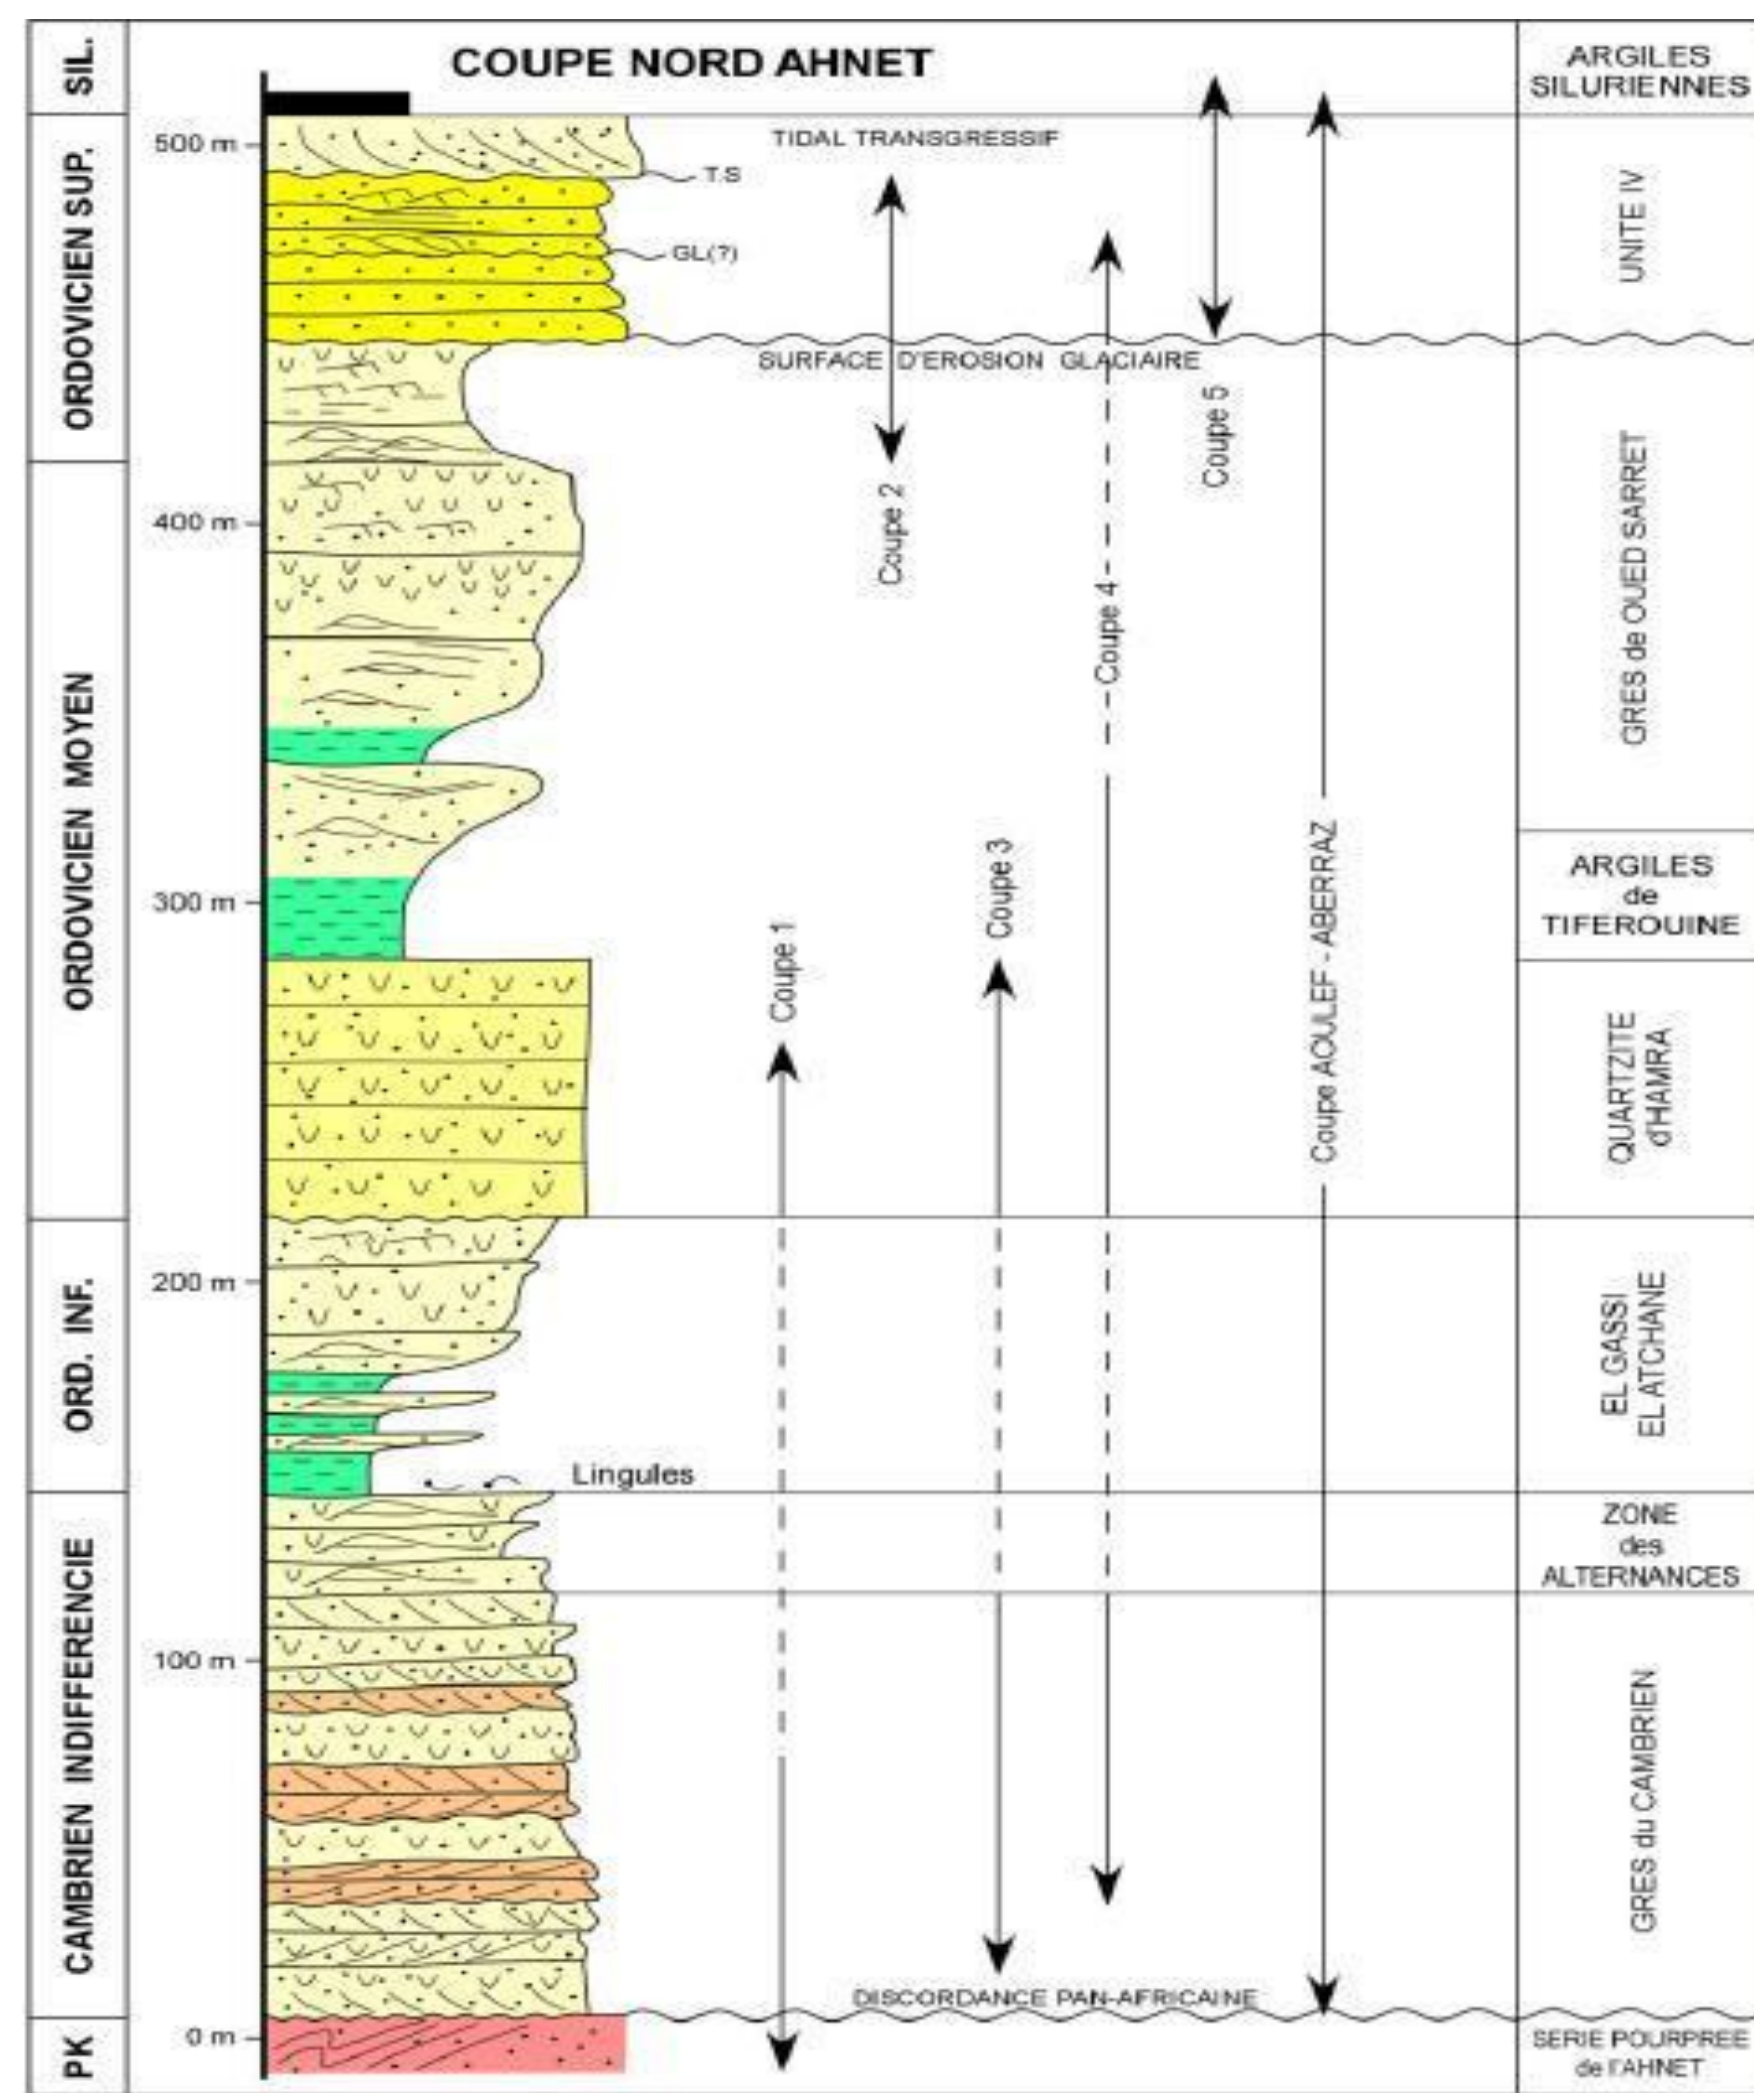 COUPE NORD AHNET
SIL.
ORDOVICIEN SUP.
ORDOVICIEN MOYEN
ORD. INF.
CAMBRIEN INDIFFERENCIE
PK
500 m
400 m
300 m
200 m
100 m
0 m
TIDAL TRANSGRESSIF
T.S
GL(?)
SURFACE D'EROSION GLACIAIRE
Lingules
DISCORDANCE PAN-AFRICAINE
Coupe 1
Coupe 2
Coupe 3
Coupe 4
Coupe 5
Coupe AOULEF - ABERRAZ
ARGILES
SILURIENNES
UNITE IV
GRES de OUED SARRET
ARGILES
de
TIFEROUINE
QUARTZITE
d'HAMRA
EL GASSI
EL ATCHANE
ZONE
des
ALTERNANCES
GRES du CAMBRIEN
SERIE POURPREE
de l'AHNET